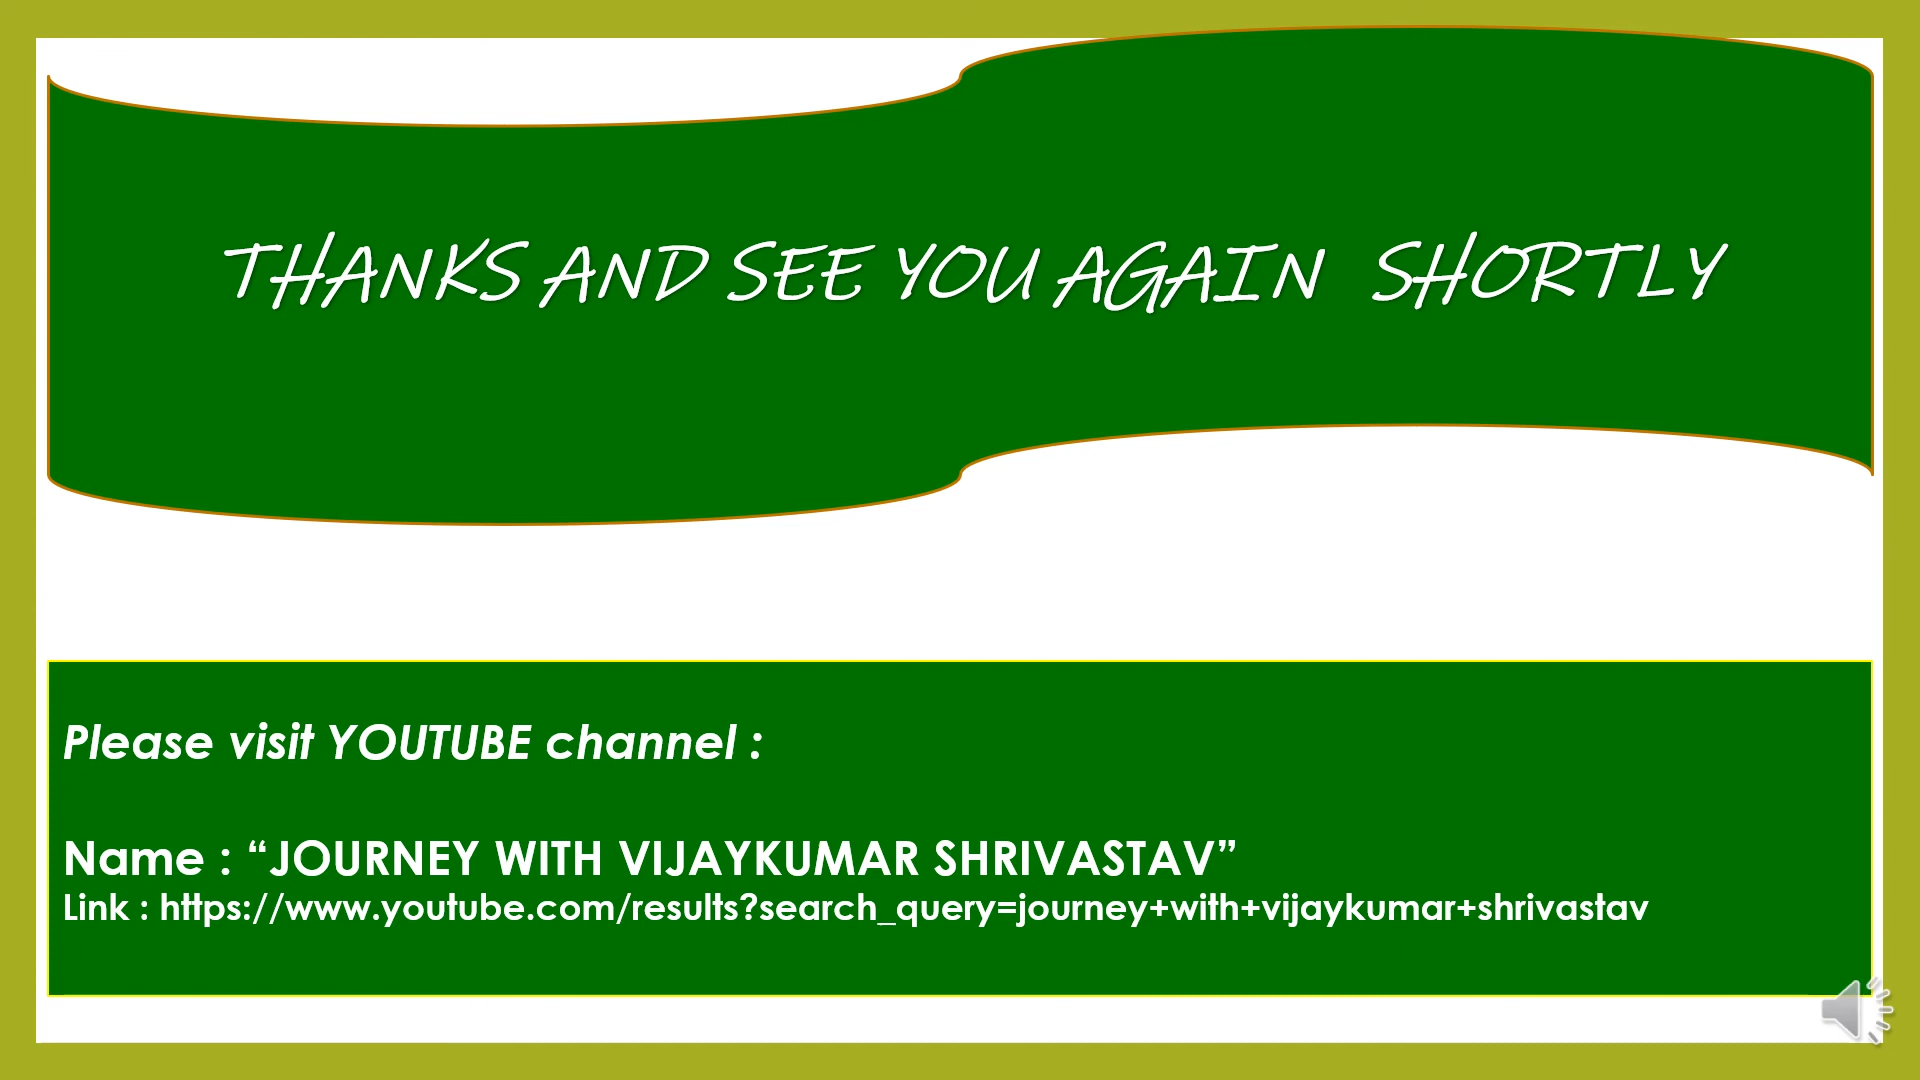 THANKS AND SEE YOU AGAIN  SHORTLY
Please visit YOUTUBE channel :
Name : “JOURNEY WITH VIJAYKUMAR SHRIVASTAV”
Link : https://www.youtube.com/results?search_query=journey+with+vijaykumar+shrivastav